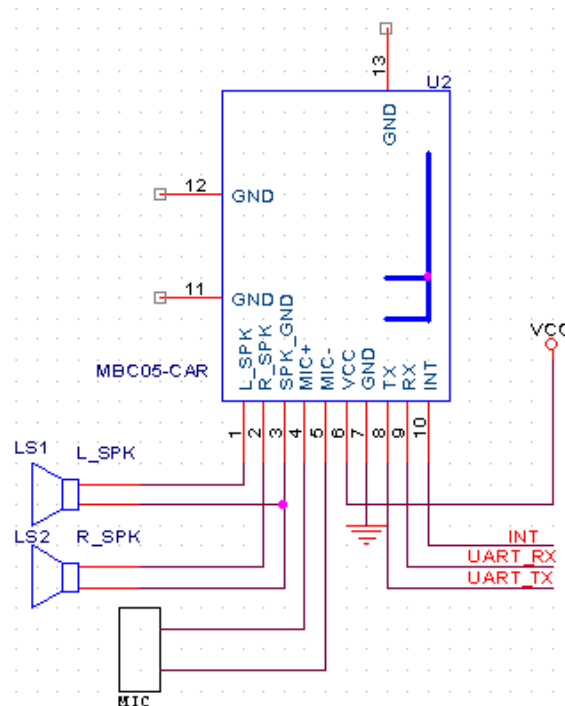 13
U2
GND
12
GND
11
GND
VCC
MBC05-CAR
L_SPK
R_SPK
SPK_GND
MIC+
MIC-
VCC
GND
TX
RX
INT
1
2
3
4
5
6
7
8
9
10
LS1
L_SPK
LS2
R_SPK
INT
UART_RX
UART_TX
MIC